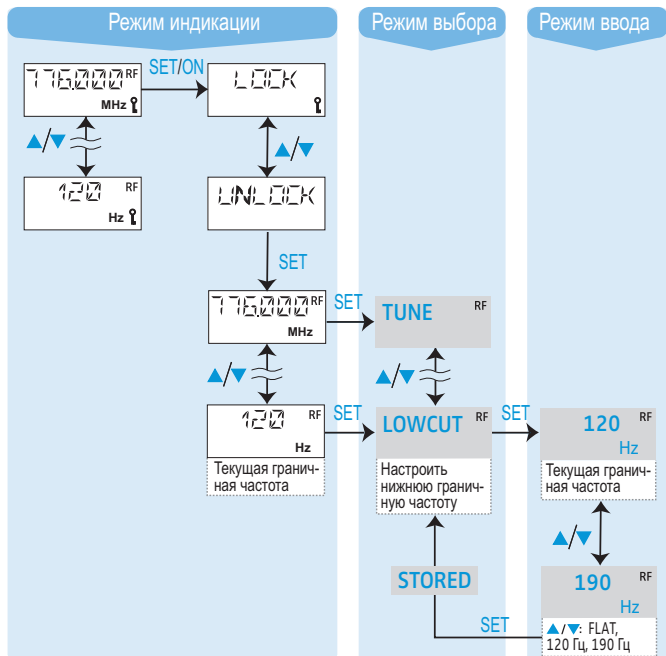 Режим индикации
Режим выбора
Режим ввода
776.000 RF
MHz
SET/ON
LOCK
▲/▼
▲/▼
120 RF
Hz
UNLOCK
SET
776.000 RF
MHz
SET
TUNE RF
▲/▼
▲/▼
120 RF
Hz
Текущая гранич-
ная частота
SET
LOWCUT RF
Настроить
нижнюю гранич-
ную частоту
SET
120
Hz
Текущая гранич-
ная частота
▲/▼
STORED
190 RF
Hz
▲/▼: FLAT,
120 Гц, 190 Гц
SET